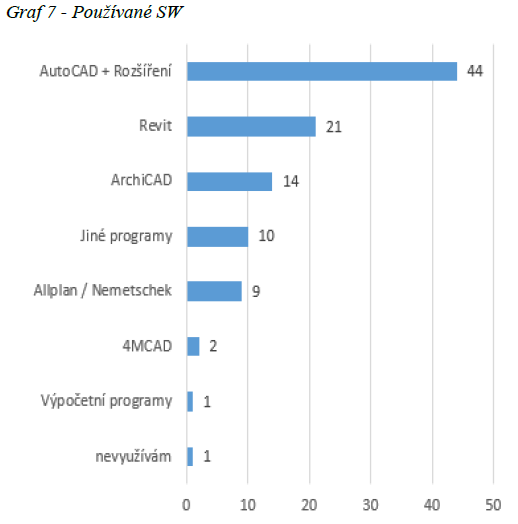 Graf 7 - Používané SW
AutoCAD + Rozšíření 44
Revit 21
ArchiCAD 14
Jiné programy 10
Allplan / Nemetschek 9
4MCAD 2
Výpočetní programy 1
nevyužívám 1
0 10 20 30 40 50